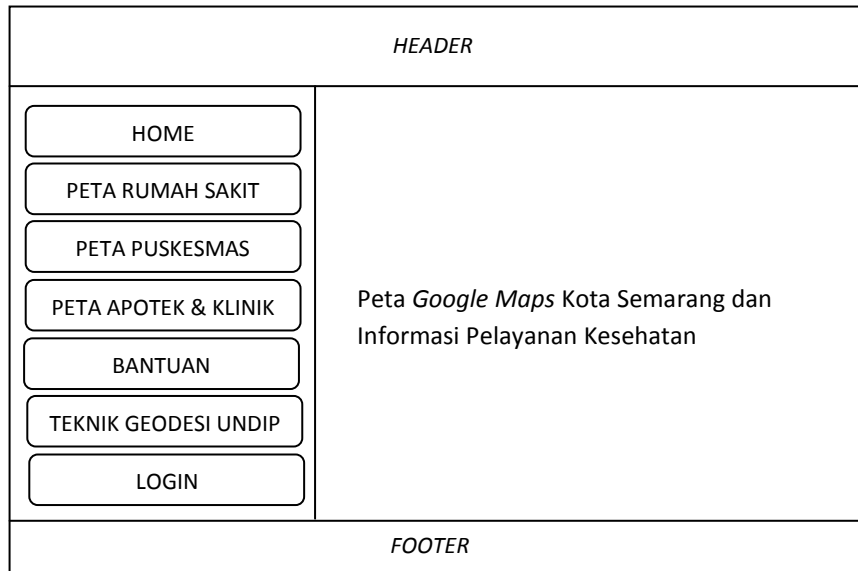 HEADER
HOME
PETA RUMAH SAKIT
PETA PUSKESMAS
PETA APOTEK & KLINIK
BANTUAN
TEKNIK GEODESI UNDIP
LOGIN
Peta Google Maps Kota Semarang dan
Informasi Pelayanan Kesehatan
FOOTER